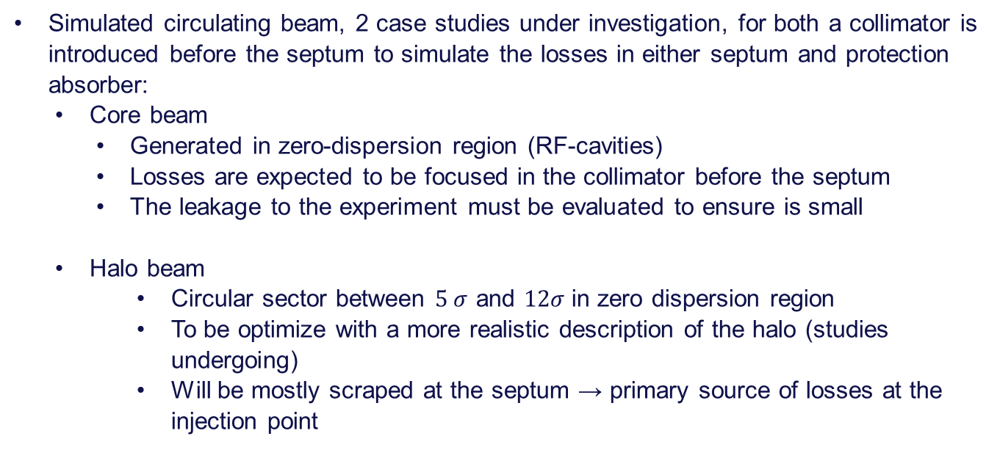 • Simulated circulating beam, 2 case studies under investigation, for both a collimator is
introduced before the septum to simulate the losses in either septum and protection
absorber:
• Core beam
• Generated in zero-dispersion region (RF-cavities)
• Losses are expected to be focused in the collimator before the septum
• The leakage to the experiment must be evaluated to ensure is small
• Halo beam
• Circular sector between 5 σ and 12σ in zero dispersion region
• To be optimize with a more realistic description of the halo (studies
undergoing)
• Will be mostly scraped at the septum → primary source of losses at the
injection point